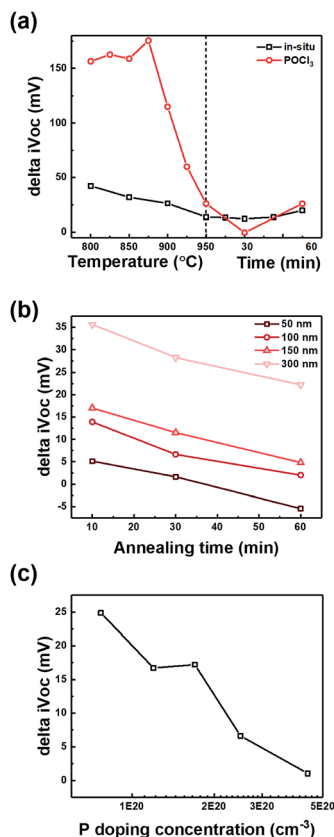 (a)
in-situ
POCl₃
150
100
50
0
delta iVoc (mV)
800 850 900 950 30 60
Temperature (°C) Time (min)
(b)
50 nm
100 nm
150 nm
300 nm
35
30
25
20
15
10
5
0
-5
delta iVoc (mV)
10 20 30 40 50 60
Annealing time (min)
(c)
25
20
15
10
5
0
delta iVoc (mV)
1E20 2E20 3E20 4E20 5E20
P doping concentration (cm⁻³)